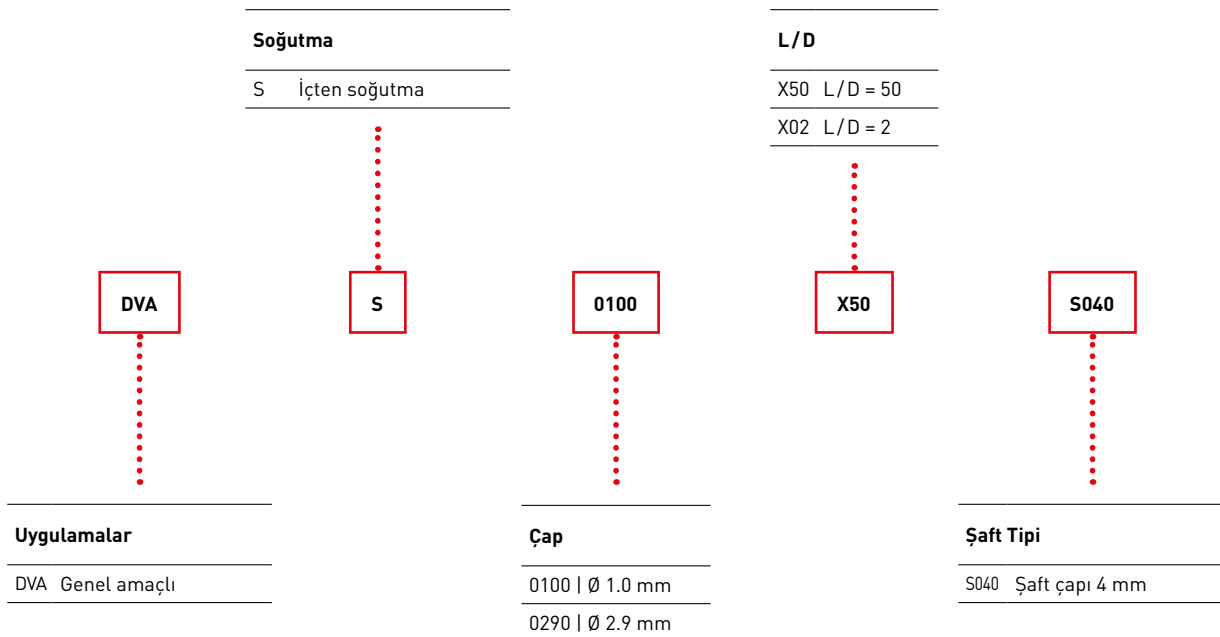 Soğutma
S İçten soğutma
L / D
X50 L / D = 50
X02 L / D = 2
DVA
S
0100
X50
S040
Uygulamalar
DVA Genel amaçlı
Çap
0100 | Ø 1.0 mm
0290 | Ø 2.9 mm
Şaft Tipi
S040 Şaft çapı 4 mm